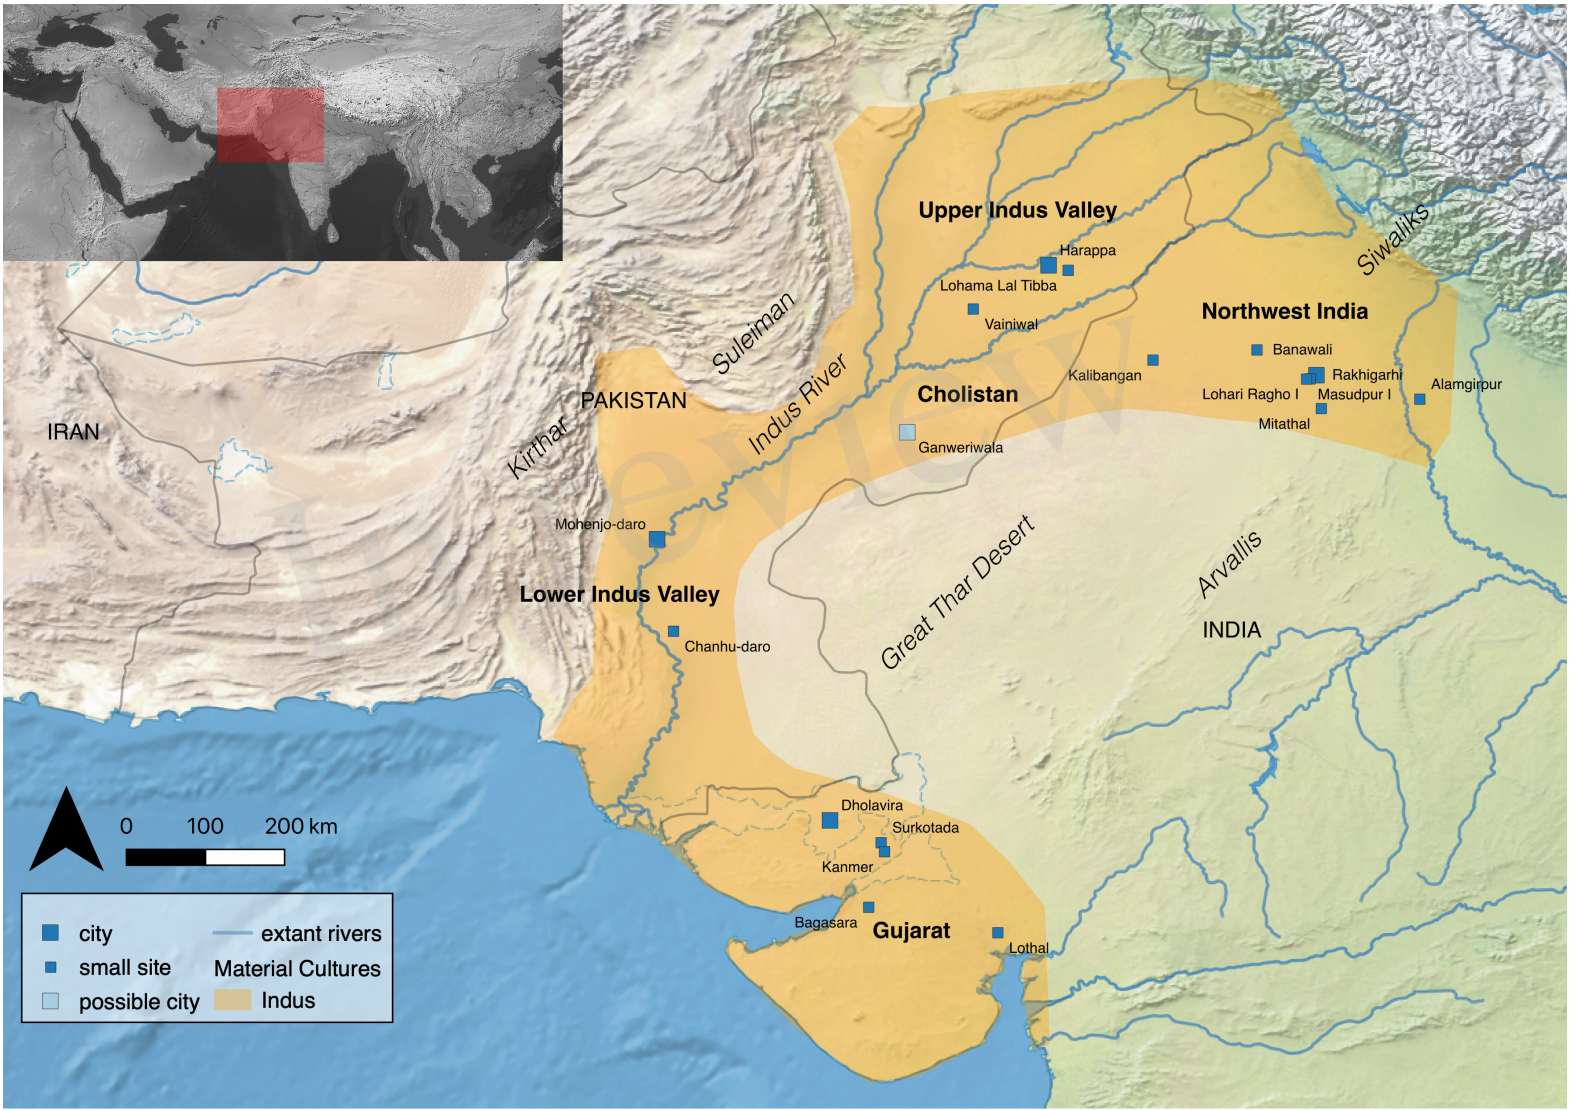 Upper Indus Valley
Harappa
Lohama Lal Tibba
Vainiwal
Siwaliks
Northwest India
Suleiman
Banawali
Kalibangan
Rakhigarhi
Lohari Ragho I
Masudpur I
Alamgirpur
Mitathal
PAKISTAN
Cholistan
Indus River
IRAN
Kirthar
Ganweriwala
Mohenjo-daro
Lower Indus Valley
Great Thar Desert
Arvallis
INDIA
Chanhu-daro
Dholavira
Surkotada
Kanmer
Bagasara
Gujarat
Lothal
0 100 200 km
city
small site
possible city
extant rivers
Material Cultures
Indus